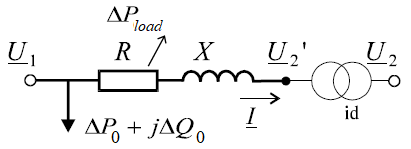 ΔP_load
U_1 R X U_2' U_2
I id
ΔP_0 + jΔQ_0